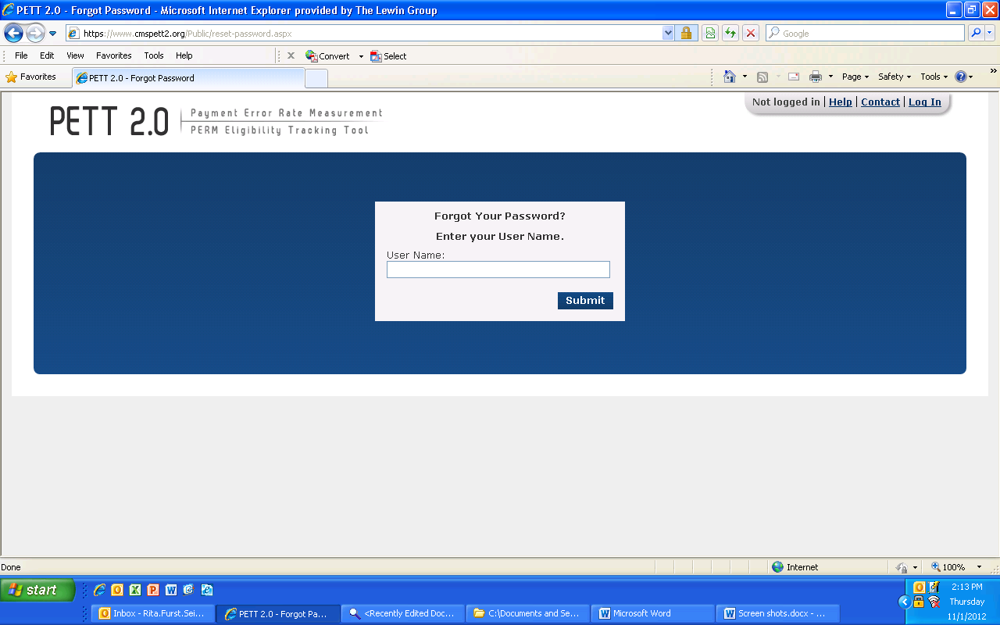 PETT 2.0 - Forgot Password - Microsoft Internet Explorer provided by The Lewin Group
https://www.cmspett2.org/Public/reset-password.aspx
Google
File Edit View Favorites Tools Help
Convert Select
Favorites
PETT 2.0 - Forgot Password
Page Safety Tools
Not logged in | Help | Contact | Log In
PETT 2.0
Payment Error Rate Measurement
PERM Eligibility Tracking Tool
Forgot Your Password?
Enter your User Name.
User Name:
Submit
Done
Internet
100%
start
2:13 PM
Thursday
11/1/2012
Inbox - Rita.Furst.Sei...
PETT 2.0 - Forgot Pa...
<Recently Edited Doc...
C:\Documents and Se...
Microsoft Word
Screen shots.docx - ...